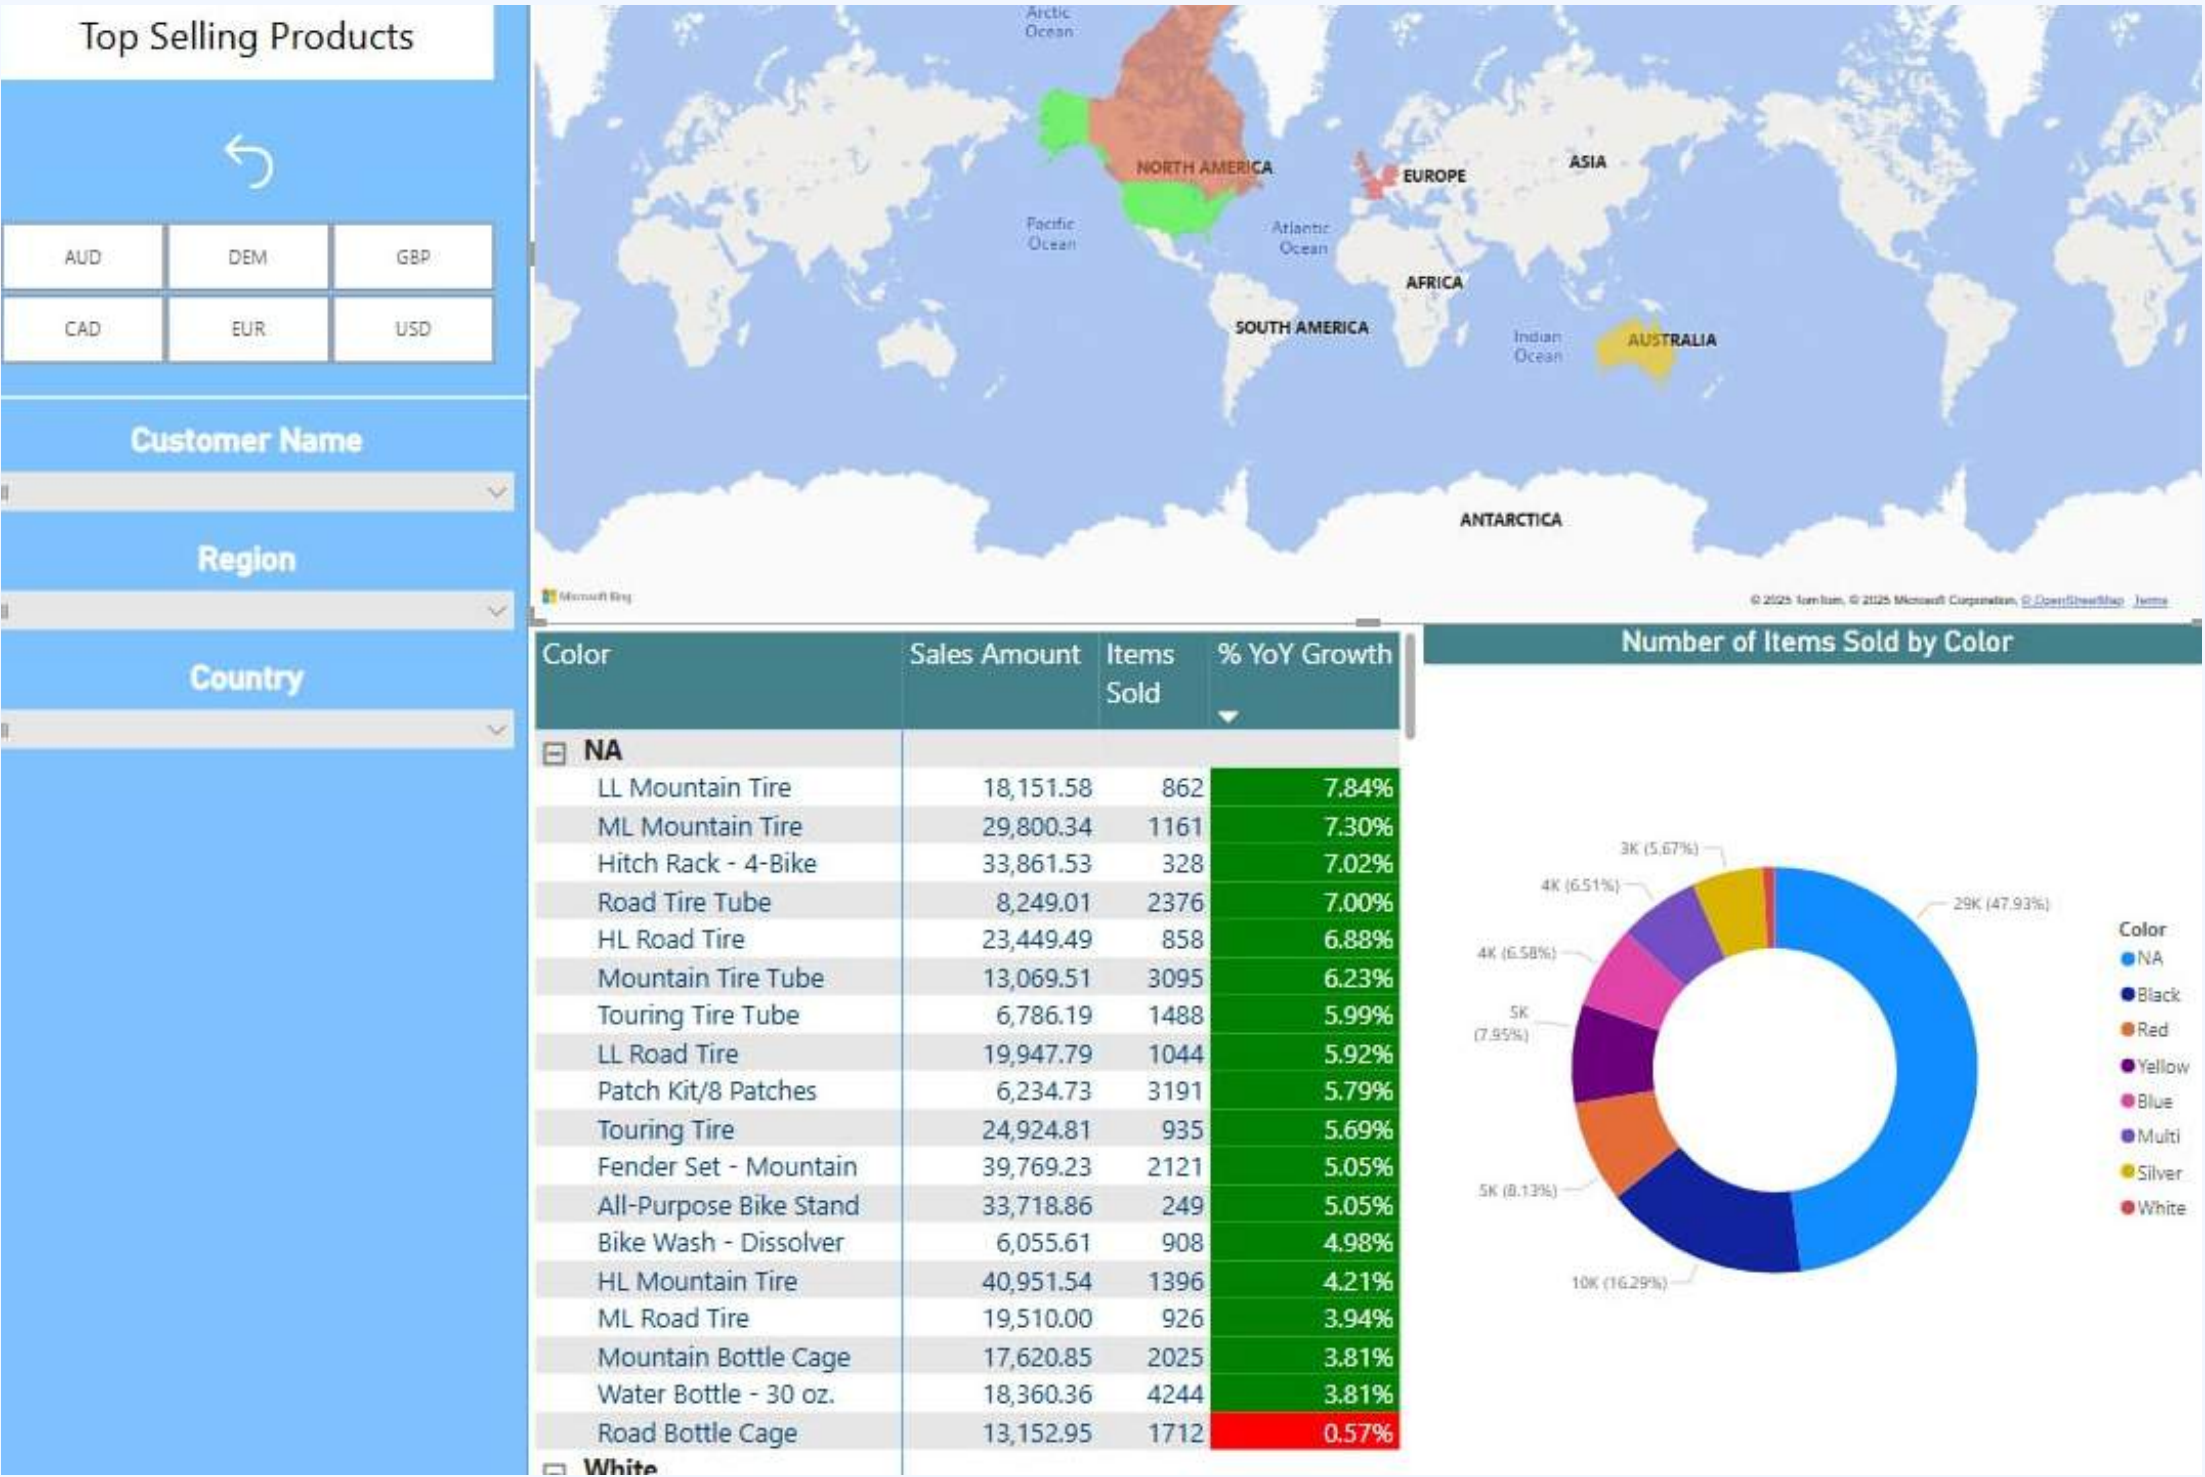 Top Selling Products
AUD DEM GBP
CAD EUR USD
Customer Name
Region
Country
Arctic
Ocean
NORTH AMERICA
EUROPE
ASIA
Pacific
Ocean
Atlantic
Ocean
AFRICA
SOUTH AMERICA
Indian
Ocean
AUSTRALIA
ANTARCTICA
Microsoft Bing
© 2025 TomTom, © 2025 Microsoft Corporation, © OpenStreetMap Terms
Color Sales Amount Items Sold % YoY Growth
NA
LL Mountain Tire 18,151.58 862 7.84%
ML Mountain Tire 29,800.34 1161 7.30%
Hitch Rack - 4-Bike 33,861.53 328 7.02%
Road Tire Tube 8,249.01 2376 7.00%
HL Road Tire 23,449.49 858 6.88%
Mountain Tire Tube 13,069.51 3095 6.23%
Touring Tire Tube 6,786.19 1488 5.99%
LL Road Tire 19,947.79 1044 5.92%
Patch Kit/8 Patches 6,234.73 3191 5.79%
Touring Tire 24,924.81 935 5.69%
Fender Set - Mountain 39,769.23 2121 5.05%
All-Purpose Bike Stand 33,718.86 249 5.05%
Bike Wash - Dissolver 6,055.61 908 4.98%
HL Mountain Tire 40,951.54 1396 4.21%
ML Road Tire 19,510.00 926 3.94%
Mountain Bottle Cage 17,620.85 2025 3.81%
Water Bottle - 30 oz. 18,360.36 4244 3.81%
Road Bottle Cage 13,152.95 1712 0.57%
White
Number of Items Sold by Color
3K (5.67%)
4K (6.51%)
29K (47.93%)
4K (6.58%)
5K
(7.95%)
5K (8.13%)
10K (16.29%)
Color
NA
Black
Red
Yellow
Blue
Multi
Silver
White